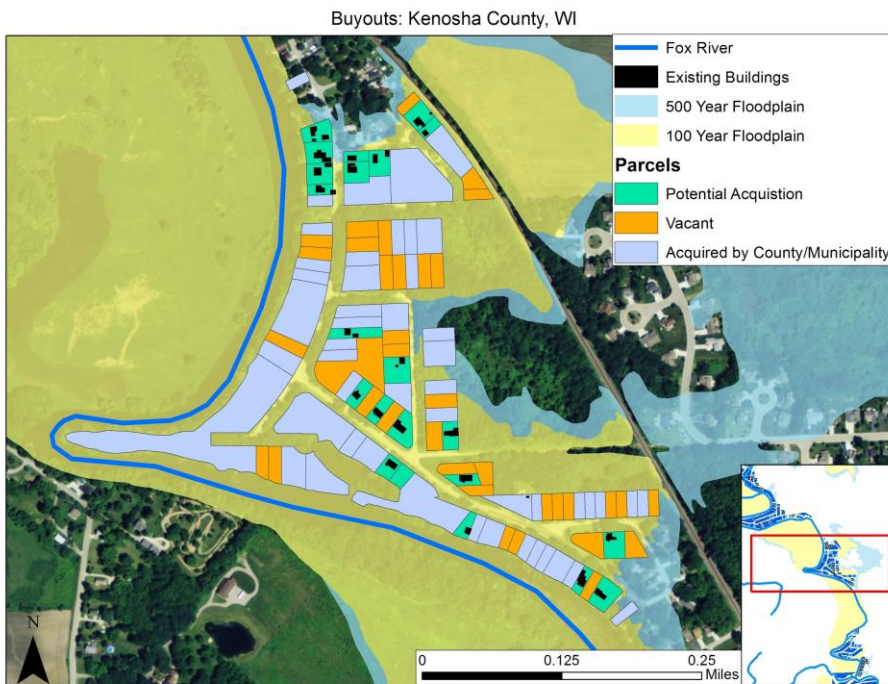 Buyouts: Kenosha County, WI
Fox River
Existing Buildings
500 Year Floodplain
100 Year Floodplain
Parcels
Potential Acquistion
Vacant
Acquired by County/Municipality
N
0 0.125 0.25
Miles